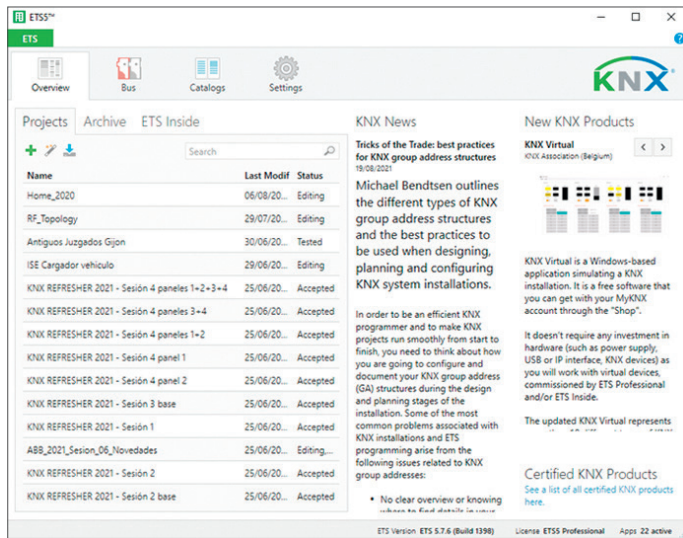 ETS5™
ETS
Overview
Bus
Catalogs
Settings
KNX
Projects
Archive
ETS Inside
Search
Name
Last Modif
Status
Home_2020
06/08/20...
Editing
RF_Topology
29/07/20...
Editing
Antiguos Juzgados Gijon
30/06/20...
Tested
ISE Cargador vehiculo
29/06/20...
Editing
KNX REFRESHER 2021 - Sesión 4 paneles 1+2+3+4
25/06/20...
Accepted
KNX REFRESHER 2021 - Sesión 4 paneles 3+4
25/06/20...
Accepted
KNX REFRESHER 2021 - Sesión 4 paneles 1+2
25/06/20...
Accepted
KNX REFRESHER 2021 - Sesión 4 panel 1
25/06/20...
Accepted
KNX REFRESHER 2021 - Sesión 4 panel 2
25/06/20...
Accepted
KNX REFRESHER 2021 - Sesión 3 base
25/06/20...
Accepted
KNX REFRESHER 2021 - Sesión 1
25/06/20...
Accepted
ABB_2021_Sesion_06_Novedades
25/06/20...
Editing,...
KNX REFRESHER 2021 - Sesión 2
25/06/20...
Accepted
KNX REFRESHER 2021 - Sesión 2 base
25/06/20...
Accepted
KNX News
Tricks of the Trade: best practices
for KNX group address structures
19/08/2021
Michael Bendtsen outlines
the different types of KNX
group address structures
and the best practices to
be used when designing,
planning and configuring
KNX system installations.
In order to be an efficient KNX
programmer and to make KNX
projects run smoothly from start to
finish, you need to think about how
you are going to configure and
document your KNX group address
(GA) structures during the design
and planning stages of the
installation. Some of the most
common problems associated with
KNX installations and ETS
programming arise from the
following issues related to KNX
group addresses:
• No clear overview or knowing
where to find details in your
New KNX Products
KNX Virtual
KNX Association (Belgium)
KNX Virtual is a Windows-based
application simulating a KNX
installation. It is a free software that
you can get with your MyKNX
account through the "Shop".
It doesn't require any investment in
hardware (such as power supply,
USB or IP interface, KNX devices) as
you will work with virtual devices,
commissioned by ETS Professional
and/or ETS Inside.
The updated KNX Virtual represents
Certified KNX Products
See a list of all certified KNX products
here.
ETS Version ETS 5.7.6 (Build 1398)
License ETS5 Professional
Apps 22 active